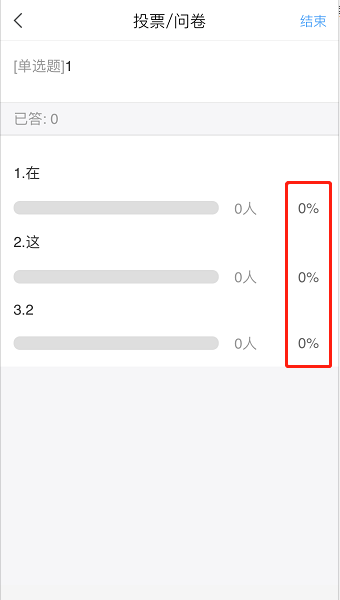 投票/问卷 结束
[单选题]1
已答: 0
1.在
0人 0%
2.这
0人 0%
3.2
0人 0%